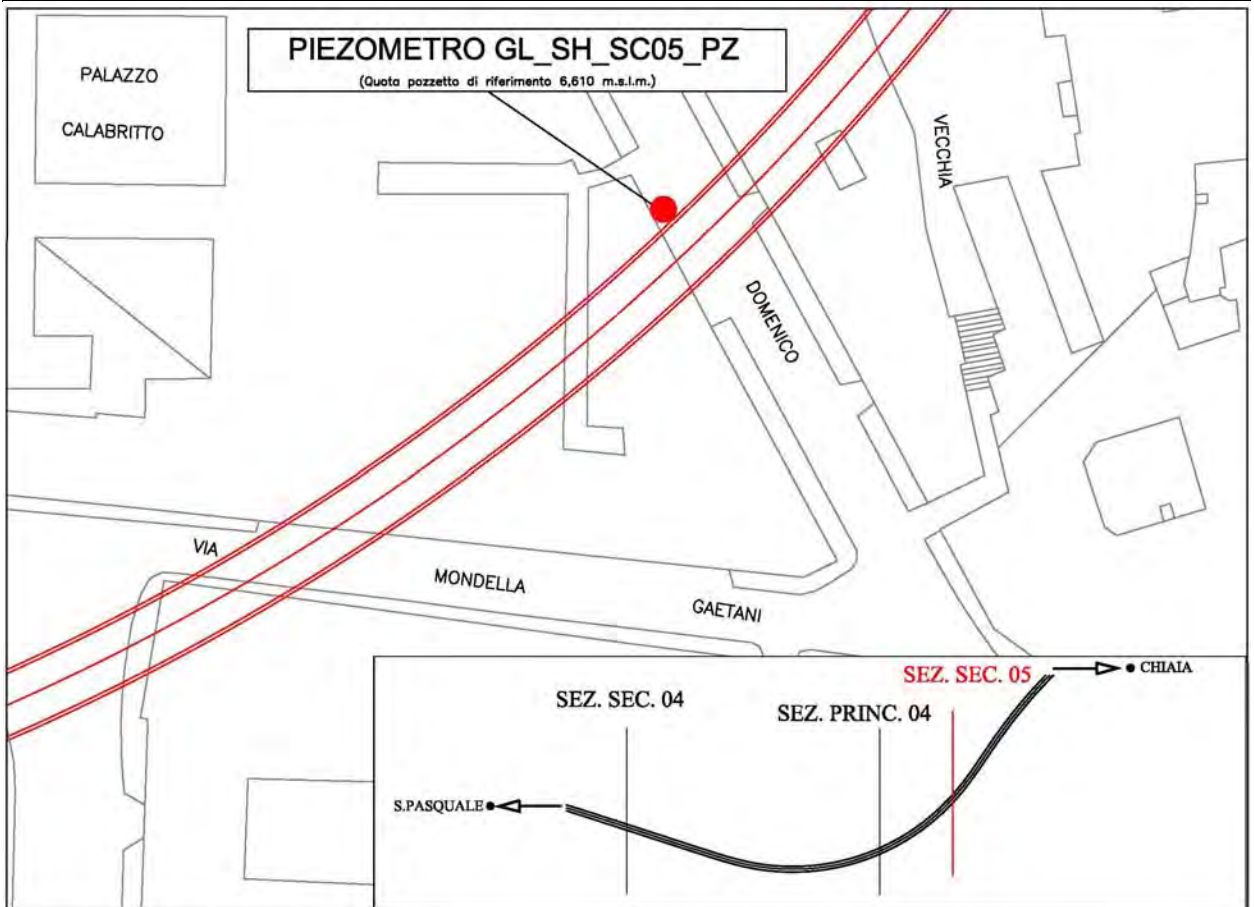 PIEZOMETRO GL_SH_SC05_PZ
(Quota pozzetto di riferimento 6,610 m.s.l.m.)
PALAZZO
CALABRITTO
VECCHIA
DOMENICO
VIA
MONDELLA
GAETANI
SEZ. SEC. 04
SEZ. PRINC. 04
SEZ. SEC. 05
CHIAIA
S.PASQUALE